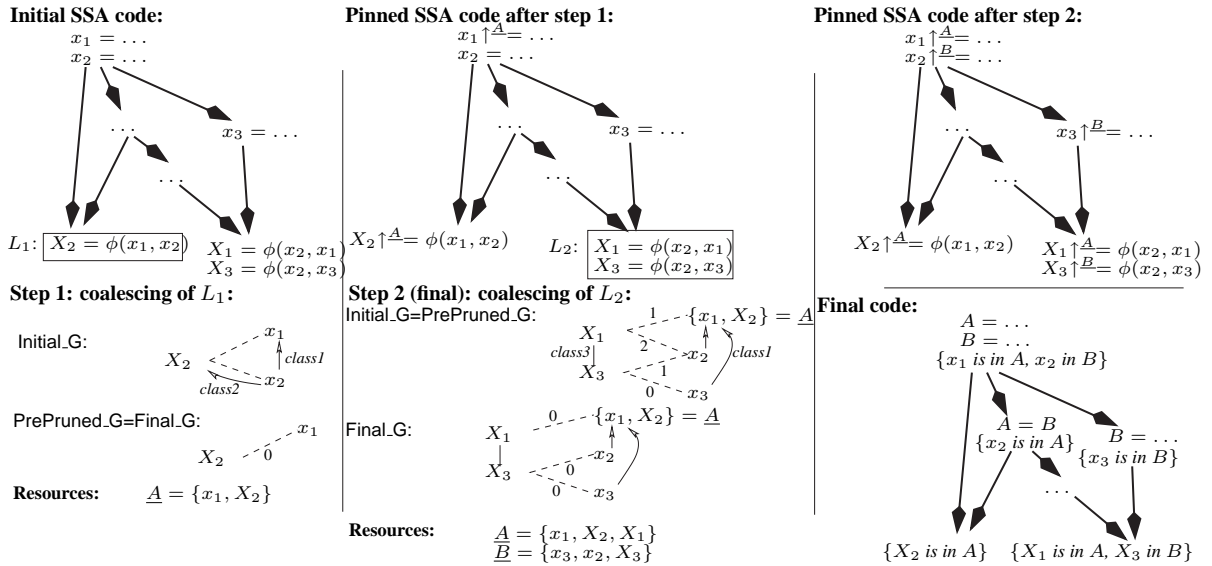 Initial SSA code:
x₁ = . . .
x₂ = . . .
. . .
x₃ = . . .
. . .
L₁: X₂ = ϕ(x₁, x₂)
X₁ = ϕ(x₂, x₁)
X₃ = ϕ(x₂, x₃)
Step 1: coalescing of L₁:
Initial_G:
x₁
X₂
class1
x₂
class2
PrePruned_G=Final_G:
x₁
X₂
0
Resources: A = {x₁, X₂}
Pinned SSA code after step 1:
x₁↑A= . . .
x₂ = . . .
. . .
x₃ = . . .
. . .
X₂↑A= ϕ(x₁, x₂)
L₂: X₁ = ϕ(x₂, x₁)
X₃ = ϕ(x₂, x₃)
Step 2 (final): coalescing of L₂:
Initial_G=PrePruned_G:
1
{x₁, X₂} = A
X₁
2
class3
x₂
class1
X₃
1
0
x₃
Final_G:
0
{x₁, X₂} = A
X₁
x₂
X₃
0
0
x₃
Resources: A = {x₁, X₂, X₁}
B = {x₃, x₂, X₃}
Pinned SSA code after step 2:
x₁↑A= . . .
x₂↑B= . . .
. . .
x₃↑B= . . .
. . .
X₂↑A= ϕ(x₁, x₂)
X₁↑A= ϕ(x₂, x₁)
X₃↑B= ϕ(x₂, x₃)
Final code:
A = . . .
B = . . .
{x₁ is in A, x₂ in B}
A = B
{x₂ is in A}
B = . . .
{x₃ is in B}
. . .
{X₂ is in A}
{X₁ is in A, X₃ in B}